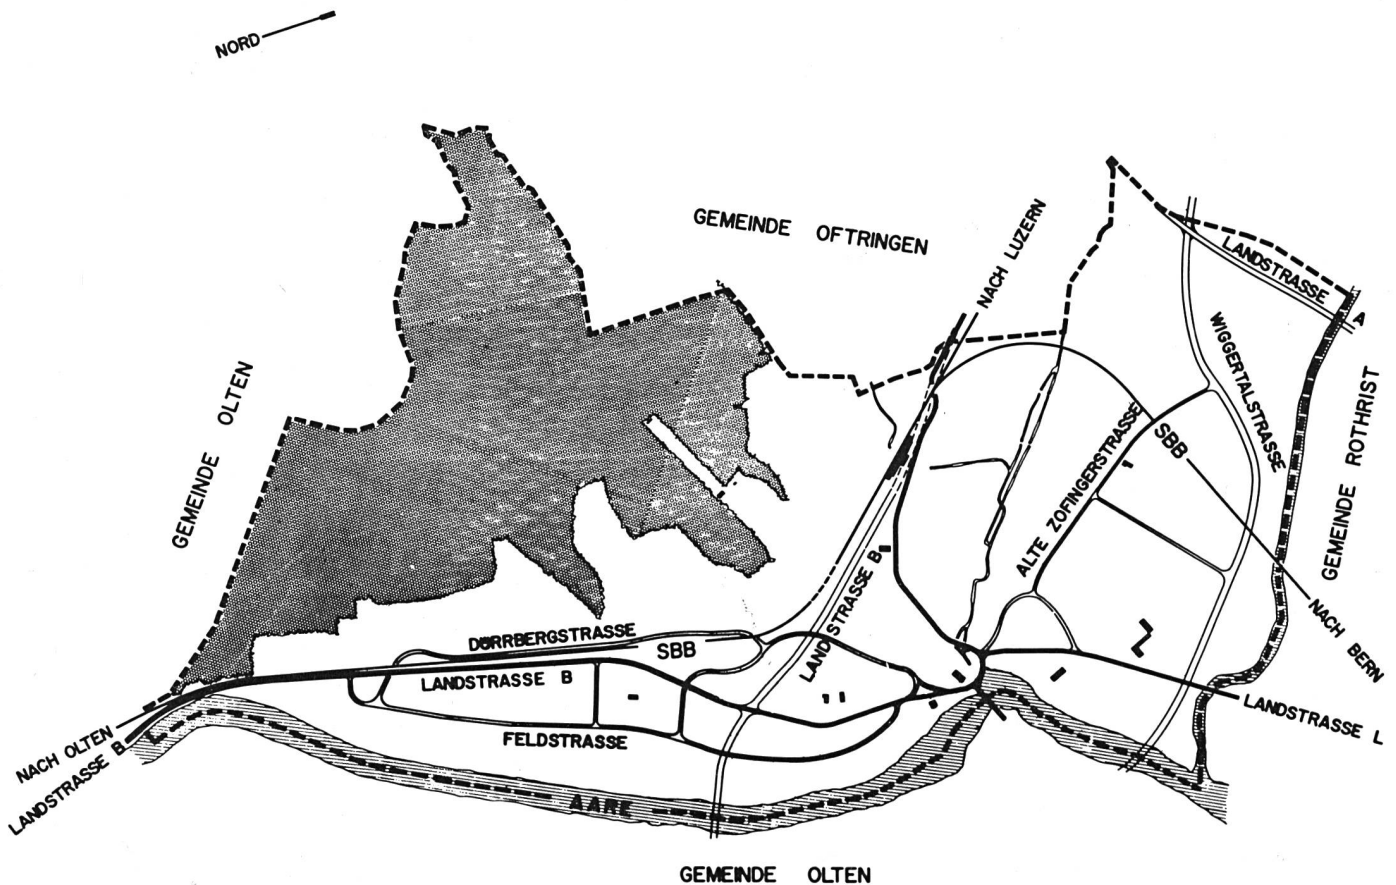 NORD
GEMEINDE OFTRINGEN
NACH LUZERN
LANDSTRASSE
A
WIGGERTALSTRASSE
GEMEINDE OLTEN
GEMEINDE ROTHRIST
ALTE ZOFINGERSTRASSE
SBB
LANDSTRASSE B
NACH BERN
DÜRRBERGSTRASSE
SBB
LANDSTRASSE B
LANDSTRASSE L
FELDSTRASSE
NACH OLTEN
LANDSTRASSE B
AARE
GEMEINDE OLTEN